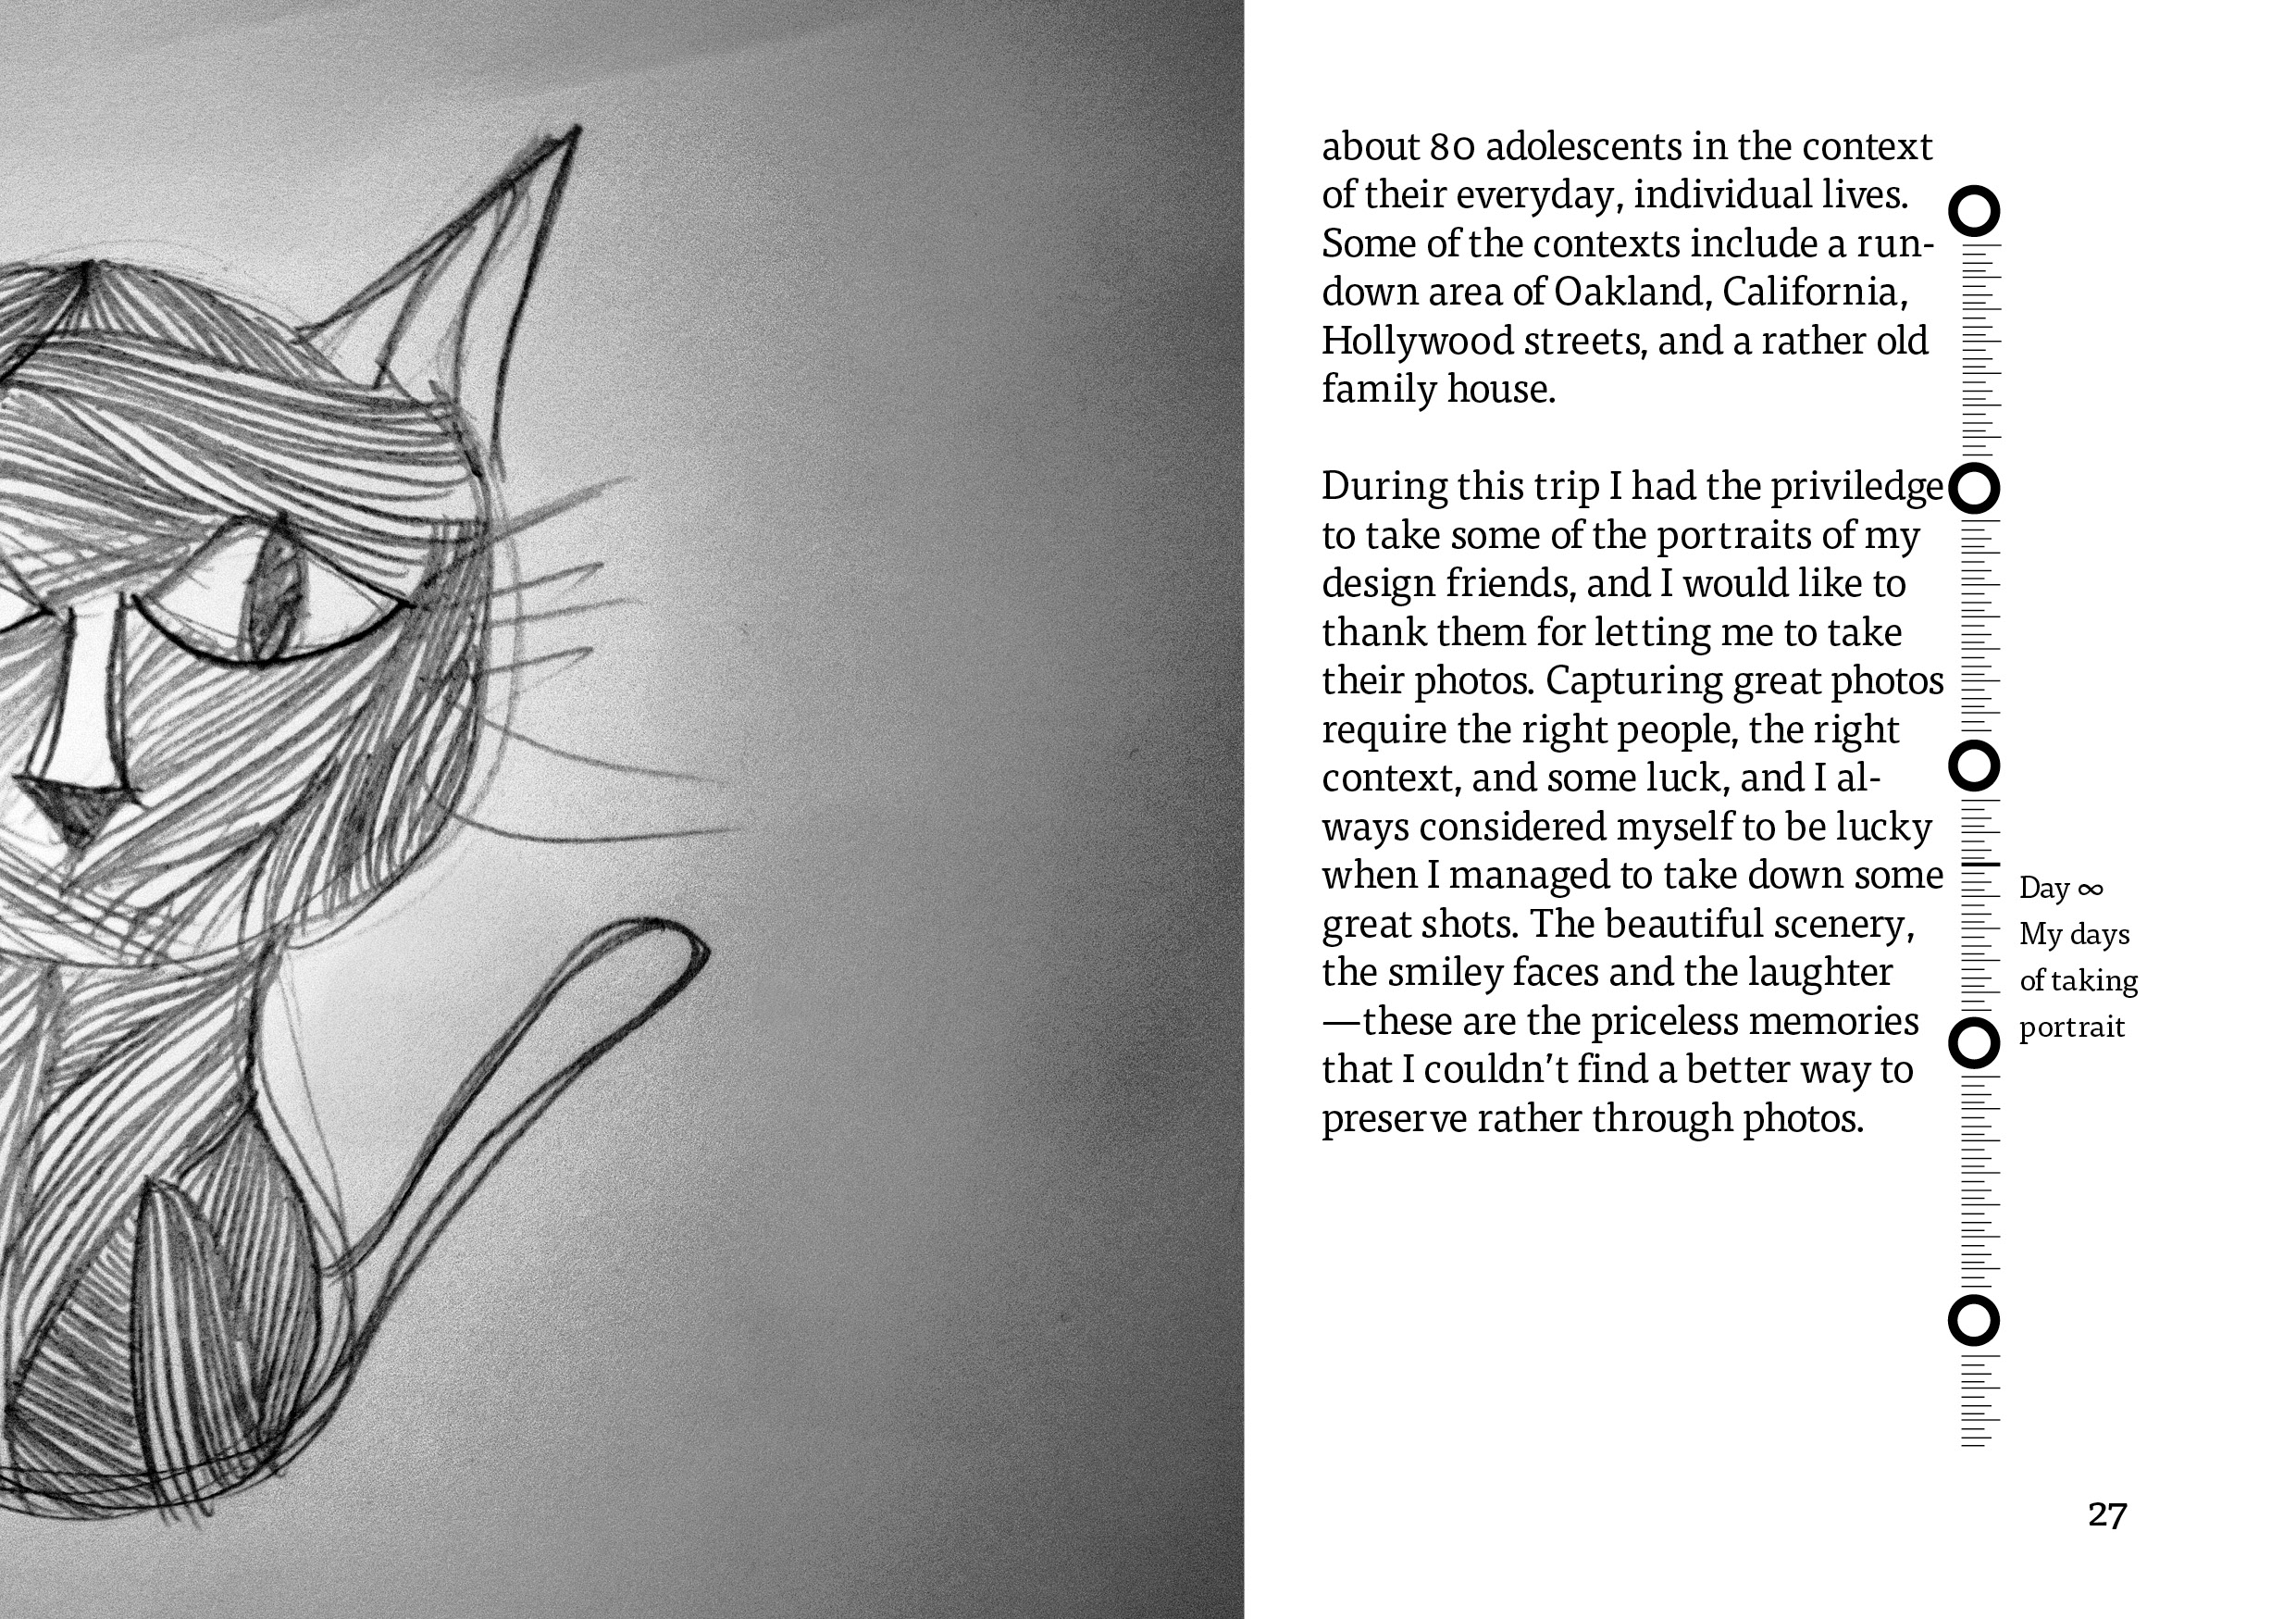 about 80 adolescents in the context
of their everyday, individual lives.
Some of the contexts include a run-
down area of Oakland, California,
Hollywood streets, and a rather old
family house.
During this trip I had the priviledge
to take some of the portraits of my
design friends, and I would like to
thank them for letting me to take
their photos. Capturing great photos
require the right people, the right
context, and some luck, and I al-
ways considered myself to be lucky
when I managed to take down some
great shots. The beautiful scenery,
the smiley faces and the laughter
—these are the priceless memories
that I couldn’t find a better way to
preserve rather through photos.
Day ∞
My days
of taking
portrait
27